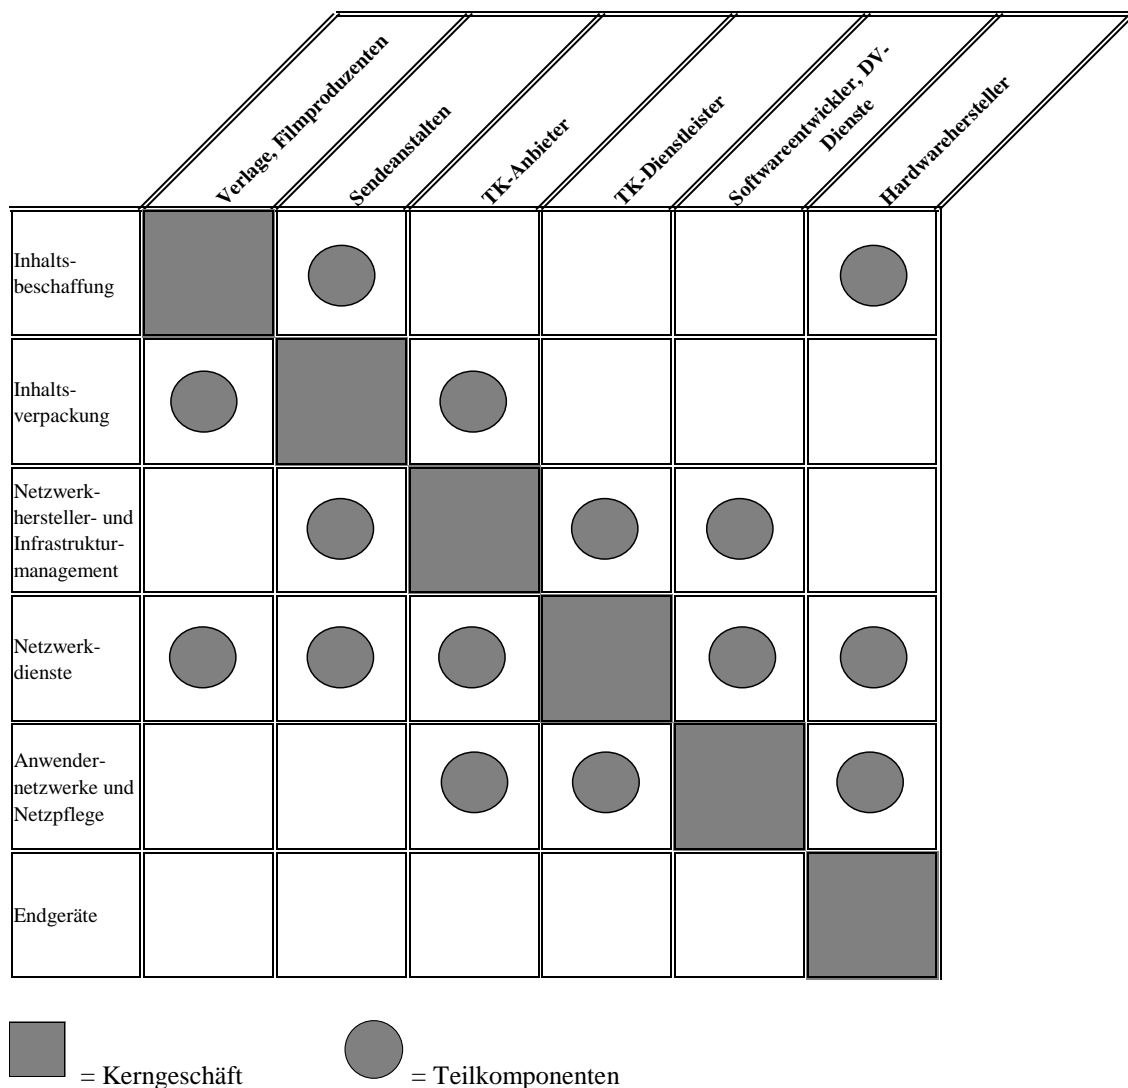 Verlage, Filmproduzenten
Sendeanstalten
TK-Anbieter
TK-Dienstleister
Softwareentwickler, DV-
Dienste
Hardwarehersteller
Inhalts-
beschaffung
Inhalts-
verpackung
Netzwerk-
hersteller- und
Infrastruktur-
management
Netzwerk-
dienste
Anwender-
netzwerke und
Netzpflege
Endgeräte
= Kerngeschäft
= Teilkomponenten